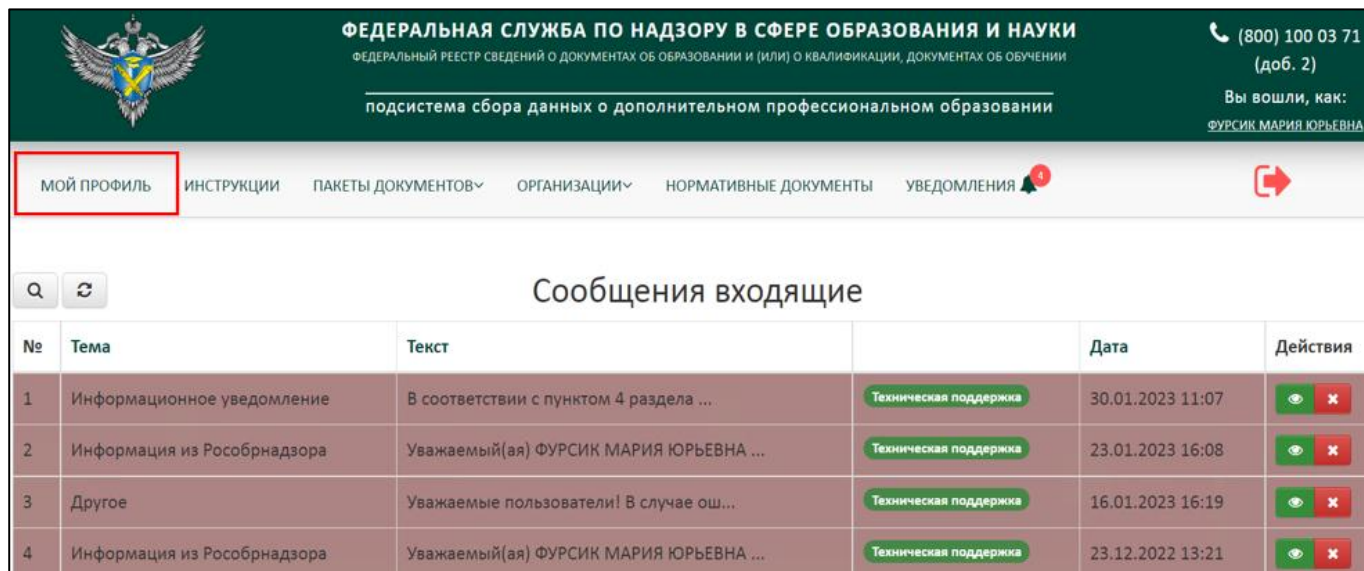 ФЕДЕРАЛЬНАЯ СЛУЖБА ПО НАДЗОРУ В СФЕРЕ ОБРАЗОВАНИЯ И НАУКИ
ФЕДЕРАЛЬНЫЙ РЕЕСТР СВЕДЕНИЙ О ДОКУМЕНТАХ ОБ ОБРАЗОВАНИИ И (ИЛИ) О КВАЛИФИКАЦИИ, ДОКУМЕНТАХ ОБ ОБУЧЕНИИ
подсистема сбора данных о дополнительном профессиональном образовании
(800) 100 03 71
(доб. 2)
Вы вошли, как:
ФУРСИК МАРИЯ ЮРЬЕВНА
МОЙ ПРОФИЛЬ ИНСТРУКЦИИ ПАКЕТЫ ДОКУМЕНТОВ ОРГАНИЗАЦИИ НОРМАТИВНЫЕ ДОКУМЕНТЫ УВЕДОМЛЕНИЯ 4
Сообщения входящие
№ Тема Текст Дата Действия
1 Информационное уведомление В соответствии с пунктом 4 раздела ... Техническая поддержка 30.01.2023 11:07
2 Информация из Рособрнадзора Уважаемый(ая) ФУРСИК МАРИЯ ЮРЬЕВНА ... Техническая поддержка 23.01.2023 16:08
3 Другое Уважаемые пользователи! В случае ош... Техническая поддержка 16.01.2023 16:19
4 Информация из Рособрнадзора Уважаемый(ая) ФУРСИК МАРИЯ ЮРЬЕВНА ... Техническая поддержка 23.12.2022 13:21